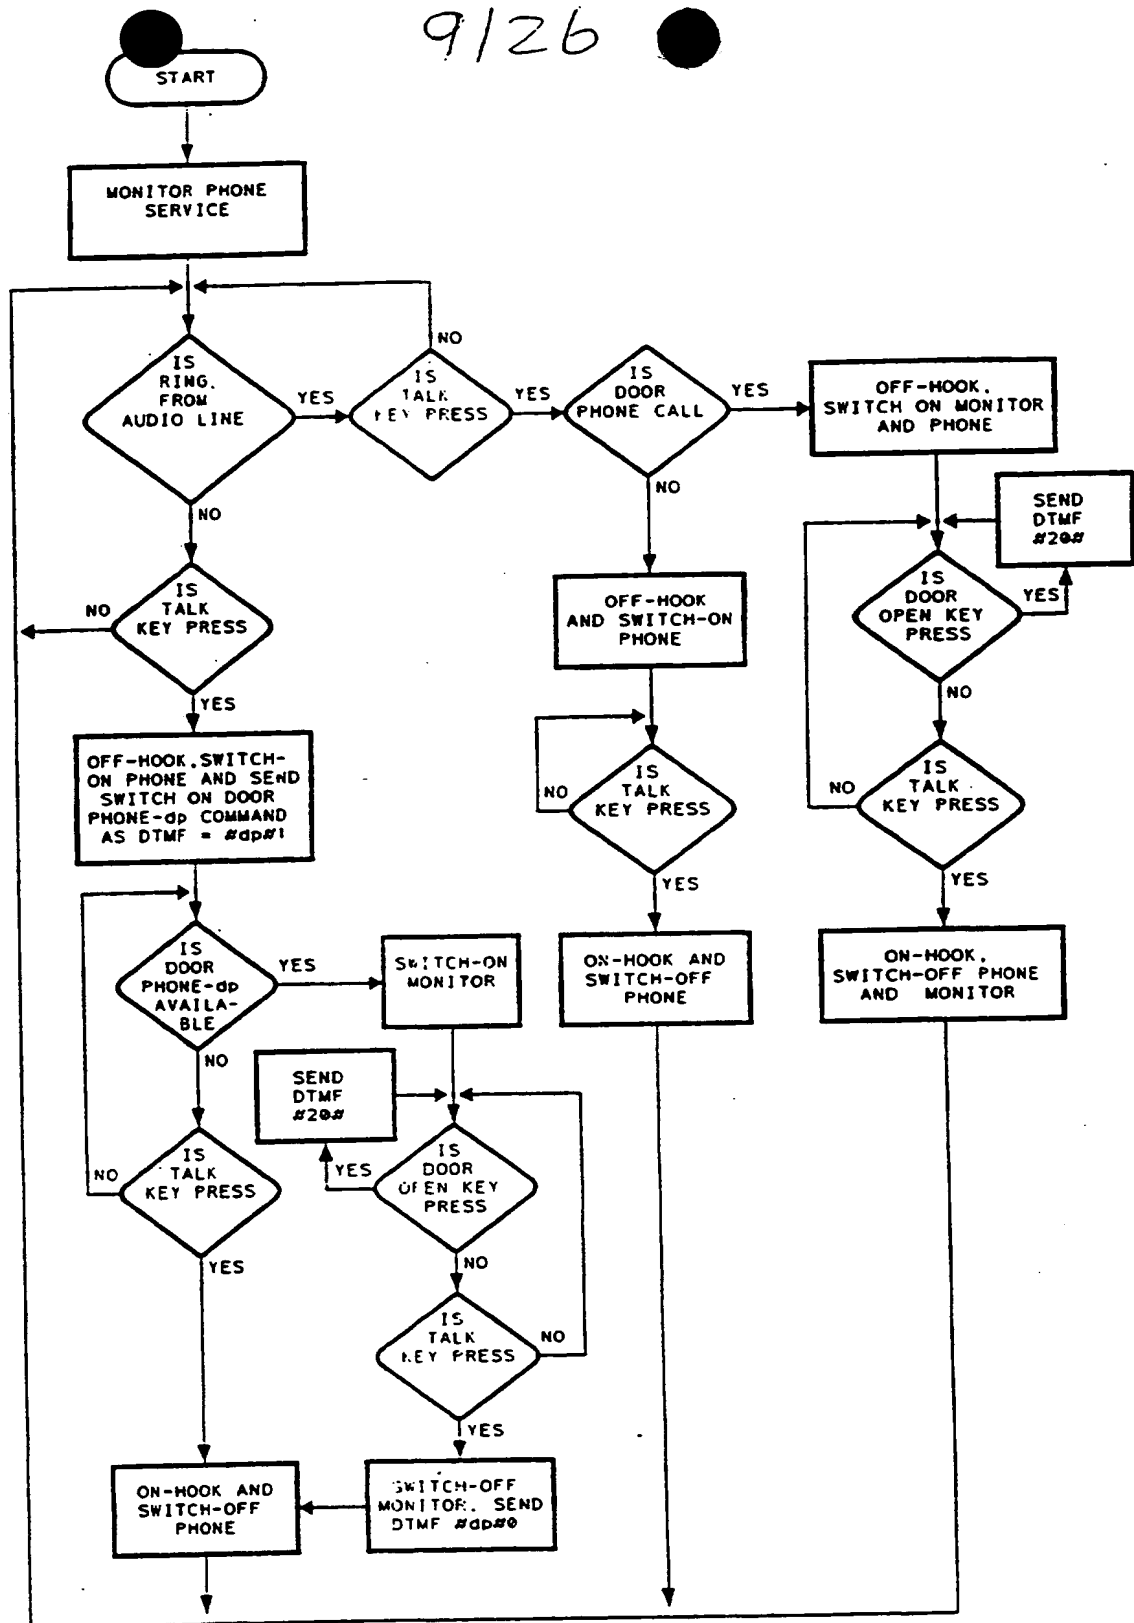 9/26
START
MONITOR PHONE
SERVICE
NO
IS
RING.
FROM
AUDIO LINE
YES
IS
TALK
KEY PRESS
YES
IS
DOOR
PHONE CALL
YES
OFF-HOOK.
SWITCH ON MONITOR
AND PHONE
NO
NO
SEND
DTMF
#20#
IS
TALK
KEY PRESS
NO
YES
OFF-HOOK
AND SWITCH-ON
PHONE
IS
DOOR
OPEN KEY
PRESS
YES
NO
OFF-HOOK.SWITCH-
ON PHONE AND SEND
SWITCH ON DOOR
PHONE-dp COMMAND
AS DTMF = #dp#1
IS
TALK
KEY PRESS
NO
YES
IS
TALK
KEY PRESS
NO
YES
IS
DOOR
PHONE-dp
AVAILA-
BLE
YES
NO
SWITCH-ON
MONITOR
ON-HOOK AND
SWITCH-OFF
PHONE
ON-HOOK.
SWITCH-OFF PHONE
AND MONITOR
SEND
DTMF
#20#
IS
TALK
KEY PRESS
NO
YES
IS
DOOR
OPEN KEY
PRESS
YES
NO
IS
TALK
KEY PRESS
NO
YES
ON-HOOK AND
SWITCH-OFF
PHONE
SWITCH-OFF
MONITOR. SEND
DTMF #dp#0